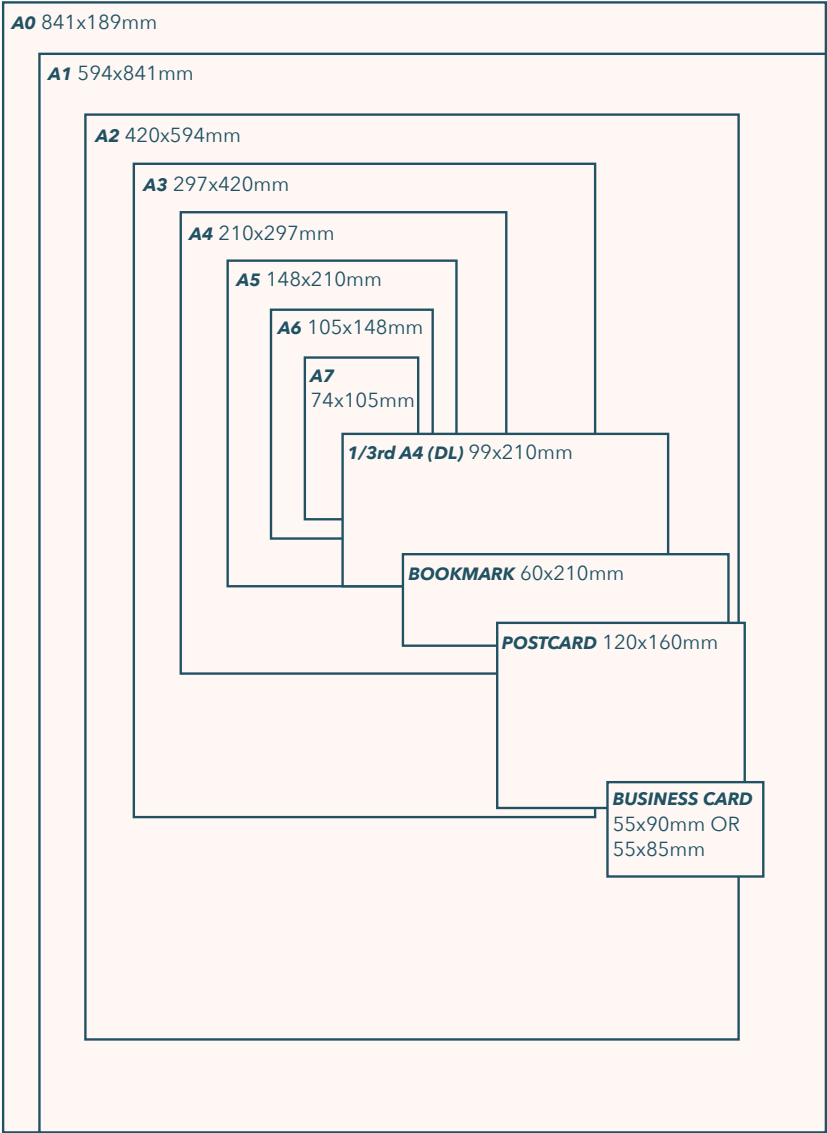 A0 841x189mm
A1 594x841mm
A2 420x594mm
A3 297x420mm
A4 210x297mm
A5 148x210mm
A6 105x148mm
A7
74x105mm
1/3rd A4 (DL) 99x210mm
BOOKMARK 60x210mm
POSTCARD 120x160mm
BUSINESS CARD
55x90mm OR
55x85mm